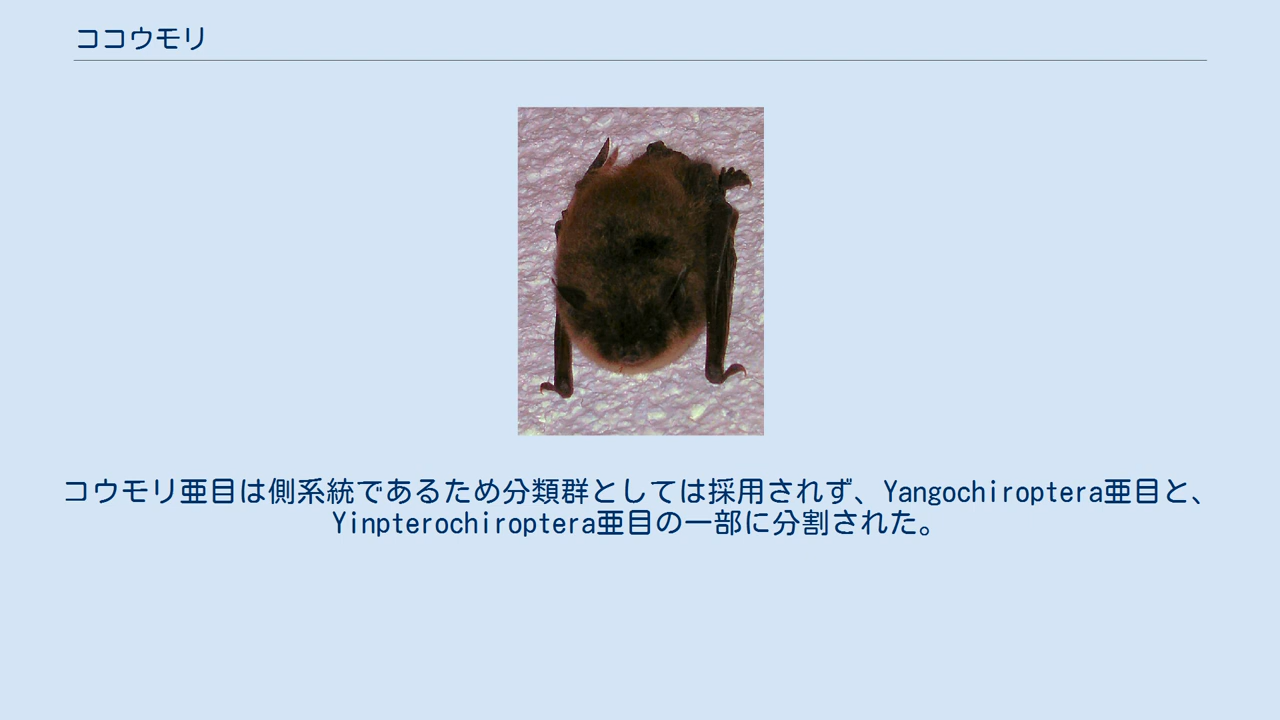 ココウモリ
コウモリ亜目は側系統であるため分類群としては採用されず、Yangochiroptera亜目と、
Yinpterochiroptera亜目の一部に分割された。